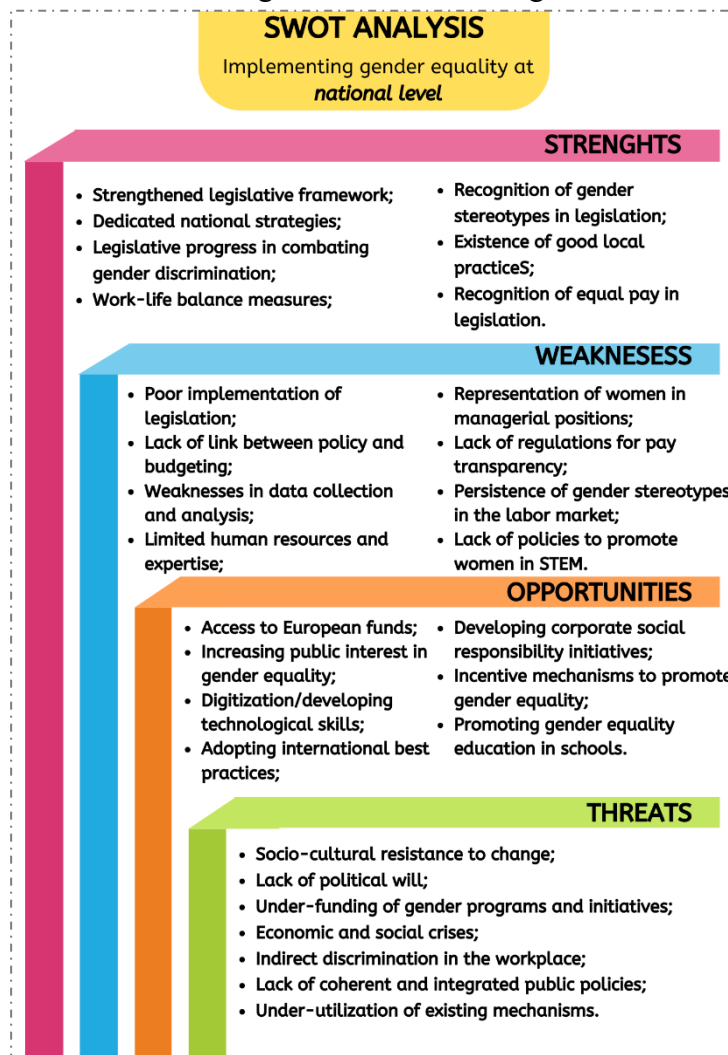 SWOT ANALYSIS
Implementing gender equality at
national level
STRENGHTS
• Strengthened legislative framework;
• Dedicated national strategies;
• Legislative progress in combating
gender discrimination;
• Work-life balance measures;
• Recognition of gender
stereotypes in legislation;
• Existence of good local
practiceS;
• Recognition of equal pay in
legislation.
WEAKNESESS
• Poor implementation of
legislation;
• Lack of link between policy and
budgeting;
• Weaknesses in data collection
and analysis;
• Limited human resources and
expertise;
• Representation of women in
managerial positions;
• Lack of regulations for pay
transparency;
• Persistence of gender stereotypes
in the labor market;
• Lack of policies to promote
women in STEM.
OPPORTUNITIES
• Access to European funds;
• Increasing public interest in
gender equality;
• Digitization/developing
technological skills;
• Adopting international best
practices;
• Developing corporate social
responsibility initiatives;
• Incentive mechanisms to promote
gender equality;
• Promoting gender equality
education in schools.
THREATS
• Socio-cultural resistance to change;
• Lack of political will;
• Under-funding of gender programs and initiatives;
• Economic and social crises;
• Indirect discrimination in the workplace;
• Lack of coherent and integrated public policies;
• Under-utilization of existing mechanisms.